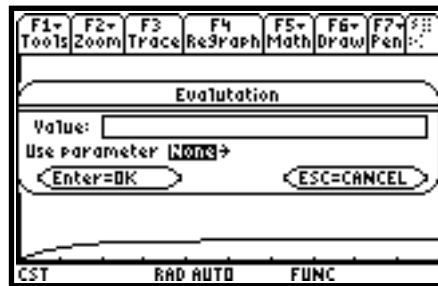 F1▾ F2▾ F3 F4 F5▾ F6▾ F7▾
Tools Zoom Trace ReGraph Math Draw Pen
Evalutation
Value:
Use parameter None→
Enter=OK ESC=CANCEL
CST RAD AUTO FUNC